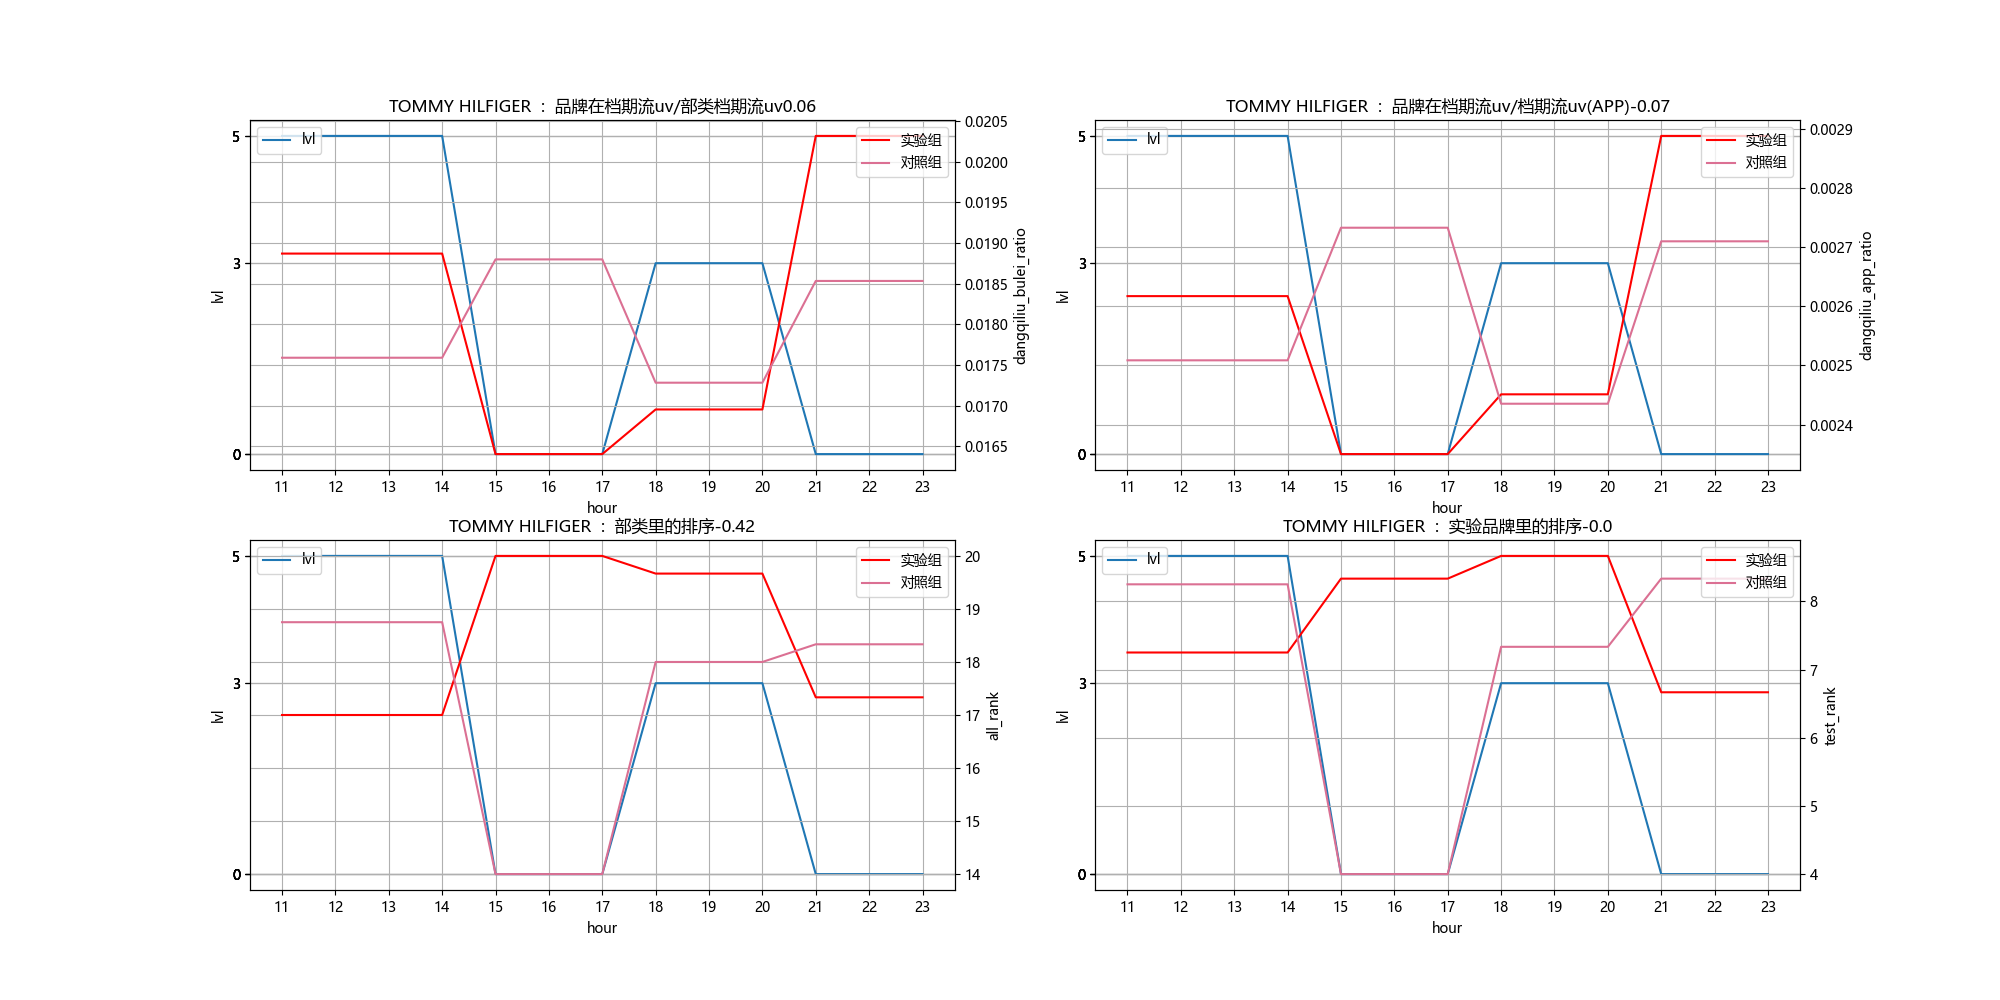 TOMMY HILFIGER ： 品牌在档期流uv/部类档期流uv0.06
lvl
实验组
对照组
5
3
0
lvl
0.0205
0.0200
0.0195
0.0190
0.0185
0.0180
0.0175
0.0170
0.0165
dangqiliu_bulei_ratio
11 12 13 14 15 16 17 18 19 20 21 22 23
hour
TOMMY HILFIGER ： 品牌在档期流uv/档期流uv(APP)-0.07
lvl
实验组
对照组
5
3
0
lvl
0.0029
0.0028
0.0027
0.0026
0.0025
0.0024
dangqiliu_app_ratio
11 12 13 14 15 16 17 18 19 20 21 22 23
hour
TOMMY HILFIGER ： 部类里的排序-0.42
lvl
实验组
对照组
5
3
0
lvl
20
19
18
17
16
15
14
all_rank
11 12 13 14 15 16 17 18 19 20 21 22 23
hour
TOMMY HILFIGER ： 实验品牌里的排序-0.0
lvl
实验组
对照组
5
3
0
lvl
8
7
6
5
4
test_rank
11 12 13 14 15 16 17 18 19 20 21 22 23
hour